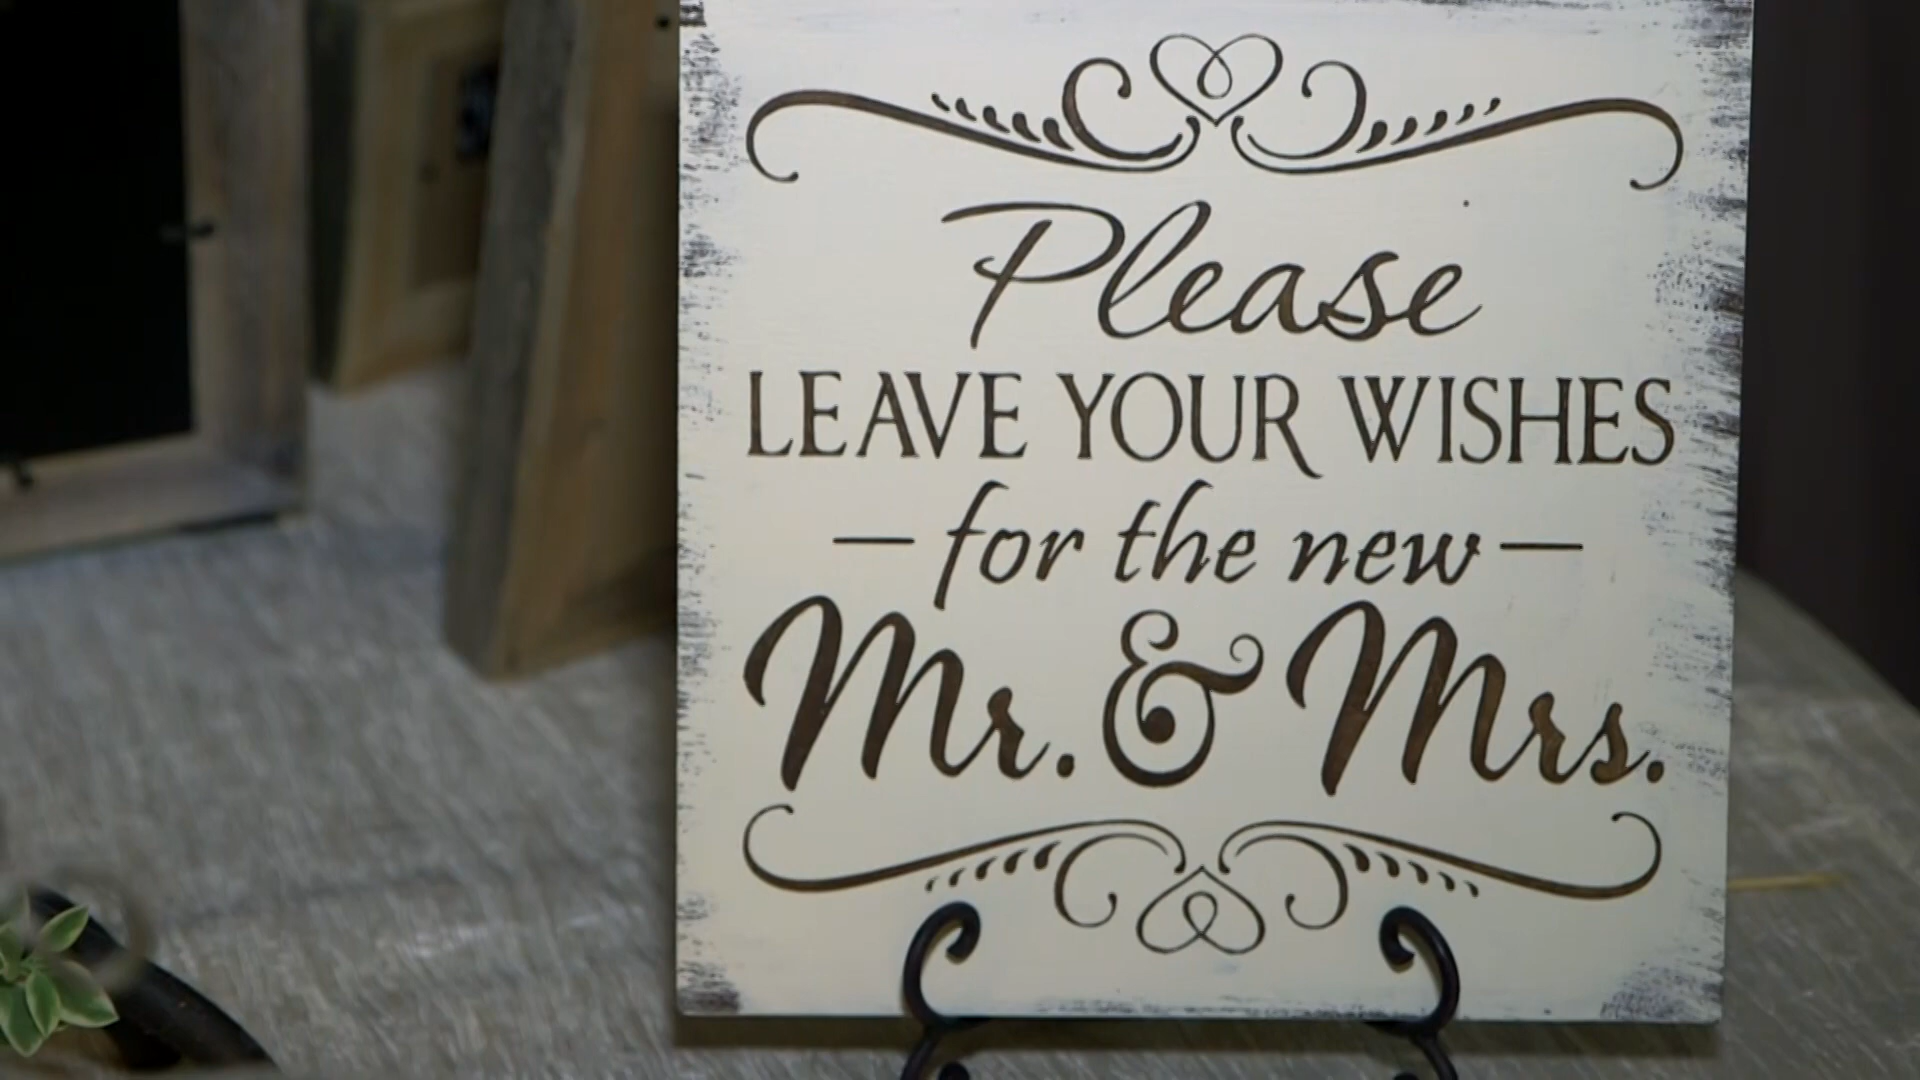 Please
LEAVE YOUR WISHES
– for the new –
Mr. & Mrs.